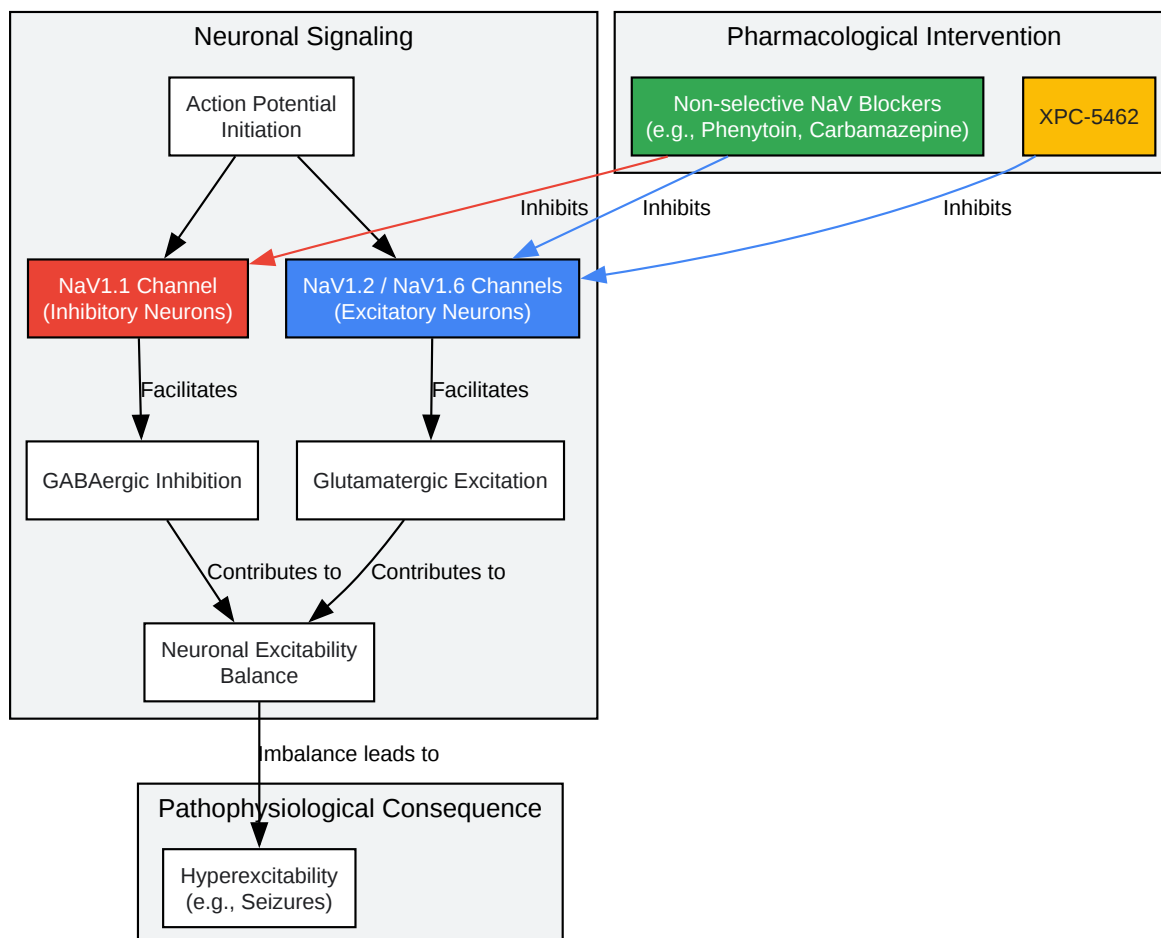 Neuronal Signaling
Pharmacological Intervention
Action Potential
Initiation
Non-selective NaV Blockers
(e.g., Phenytoin, Carbamazepine)
XPC-5462
Inhibits
Inhibits
Inhibits
NaV1.1 Channel
(Inhibitory Neurons)
NaV1.2 / NaV1.6 Channels
(Excitatory Neurons)
Facilitates
Facilitates
GABAergic Inhibition
Glutamatergic Excitation
Contributes to
Contributes to
Neuronal Excitability
Balance
Imbalance leads to
Pathophysiological Consequence
Hyperexcitability
(e.g., Seizures)